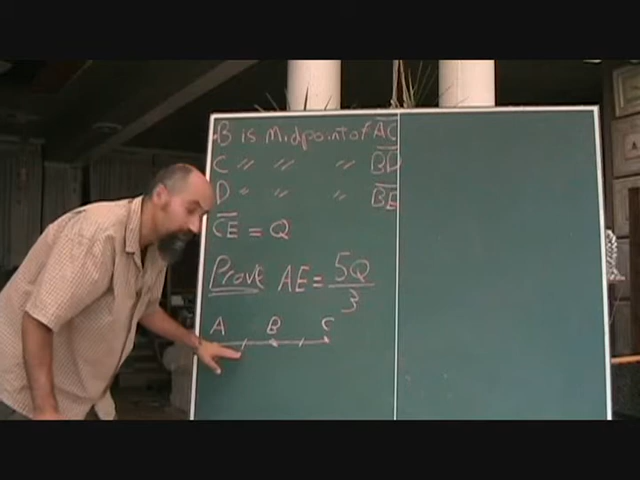 B is Midpoint of AC
C " " " BD
D " " " BE
CE = Q
Prove AE = 5Q/3
A B C